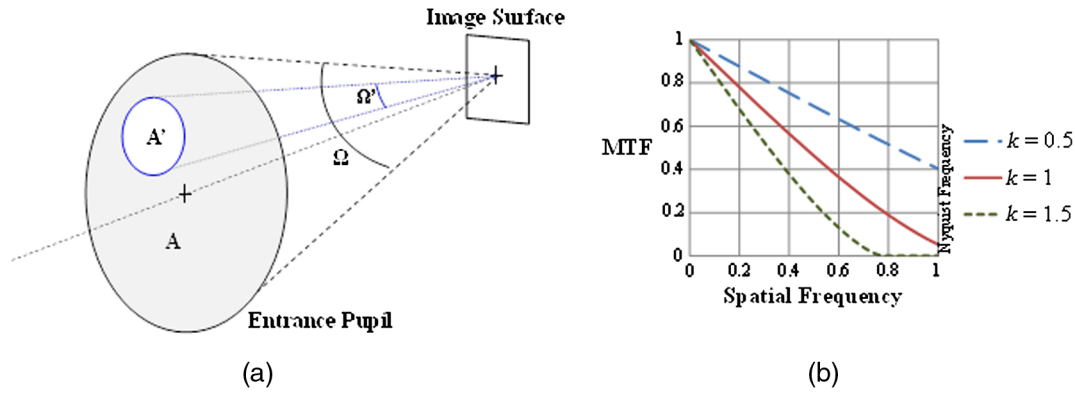 Image Surface
A'
Ω'
Ω
A
Entrance Pupil
(a)
1
0.8
0.6
0.4
0.2
0
MTF
0 0.2 0.4 0.6 0.8 1
Spatial Frequency
Nyquist Frequency
k = 0.5
k = 1
k = 1.5
(b)